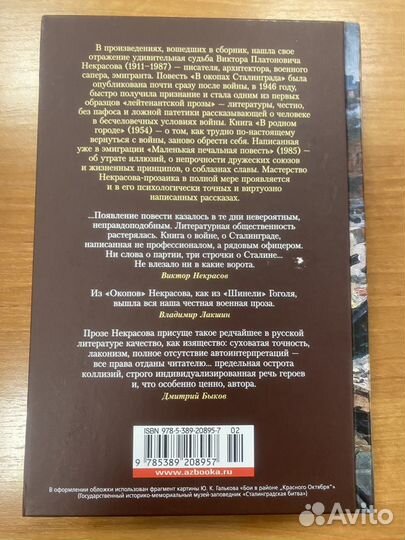 В произведениях, вошедших в сборник, нашла свое
отражение удивительная судьба Виктора Платоновича
Некрасова (1911–1987) — писателя, архитектора, военного
сапера, эмигранта. Повесть «В окопах Сталинграда» была
опубликована почти сразу после войны, в 1946 году,
быстро получила признание и стала одним из первых
образцов «лейтенантской прозы» — литературы, честно,
без пафоса и ложной патетики рассказывающей о человеке
в бесчеловечных условиях войны. Книга «В родном
городе» (1954) — о том, как трудно по-настоящему
вернуться с войны, заново обрести себя. Написанная
уже в эмиграции «Маленькая печальная повесть» (1985) —
об утрате иллюзий, о непрочности дружеских союзов
и жизненных принципов, о соблазнах славы. Мастерство
Некрасова-прозаика в полной мере проявляется
и в его психологически точных и виртуозно
написанных рассказах.
...Появление повести казалось в те дни невероятным,
неправдоподобным. Литературная общественность
растерялась. Книга о войне, о Сталинграде,
написанная не профессионалом, а рядовым офицером.
Ни слова о партии, три строчки о Сталине...
Не влезало ни в какие ворота.
Виктор Некрасов
Из «Окопов» Некрасова, как из «Шинели» Гоголя,
вышла вся наша честная военная проза.
Владимир Лакшин
Прозе Некрасова присуще такое редчайшее в русской
литературе качество, как изящество: суховатая точность,
лаконизм, полное отсутствие автоинтерпретаций —
все права отданы читателю... — предельная острота
коллизий, строго индивидуализированная речь героев
и, что особенно ценно, автора.
Дмитрий Быков
ISBN 978-5-389-20895-7 02
9 785389 208957
www.azbooka.ru
В оформлении обложки использован фрагмент картины Ю. К. Галькова «Бои в районе „Красного Октября“»
(Государственный историко-мемориальный музей-заповедник «Сталинградская битва»)
Avito